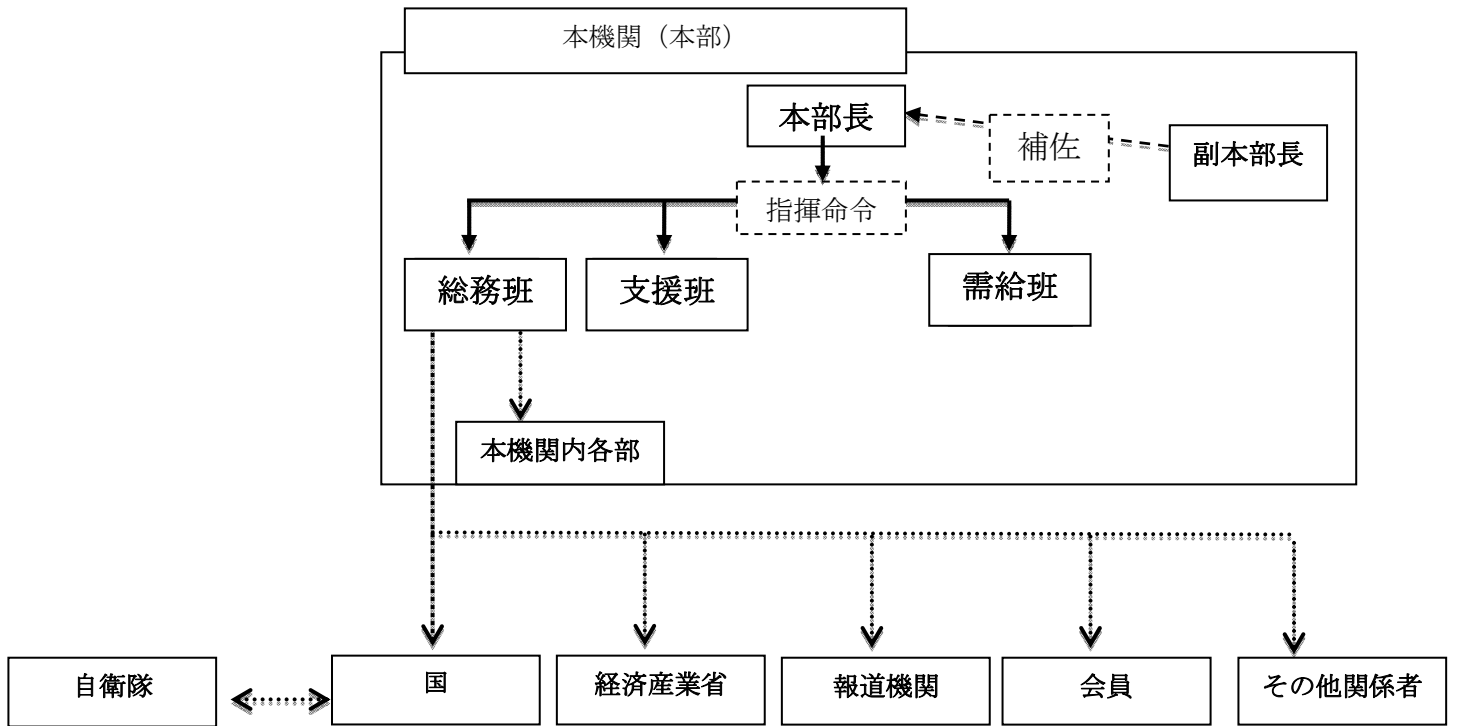 本機関（本部）
本部長
補佐
副本部長
指揮命令
総務班
支援班
需給班
本機関内各部
自衛隊
国
経済産業省
報道機関
会員
その他関係者